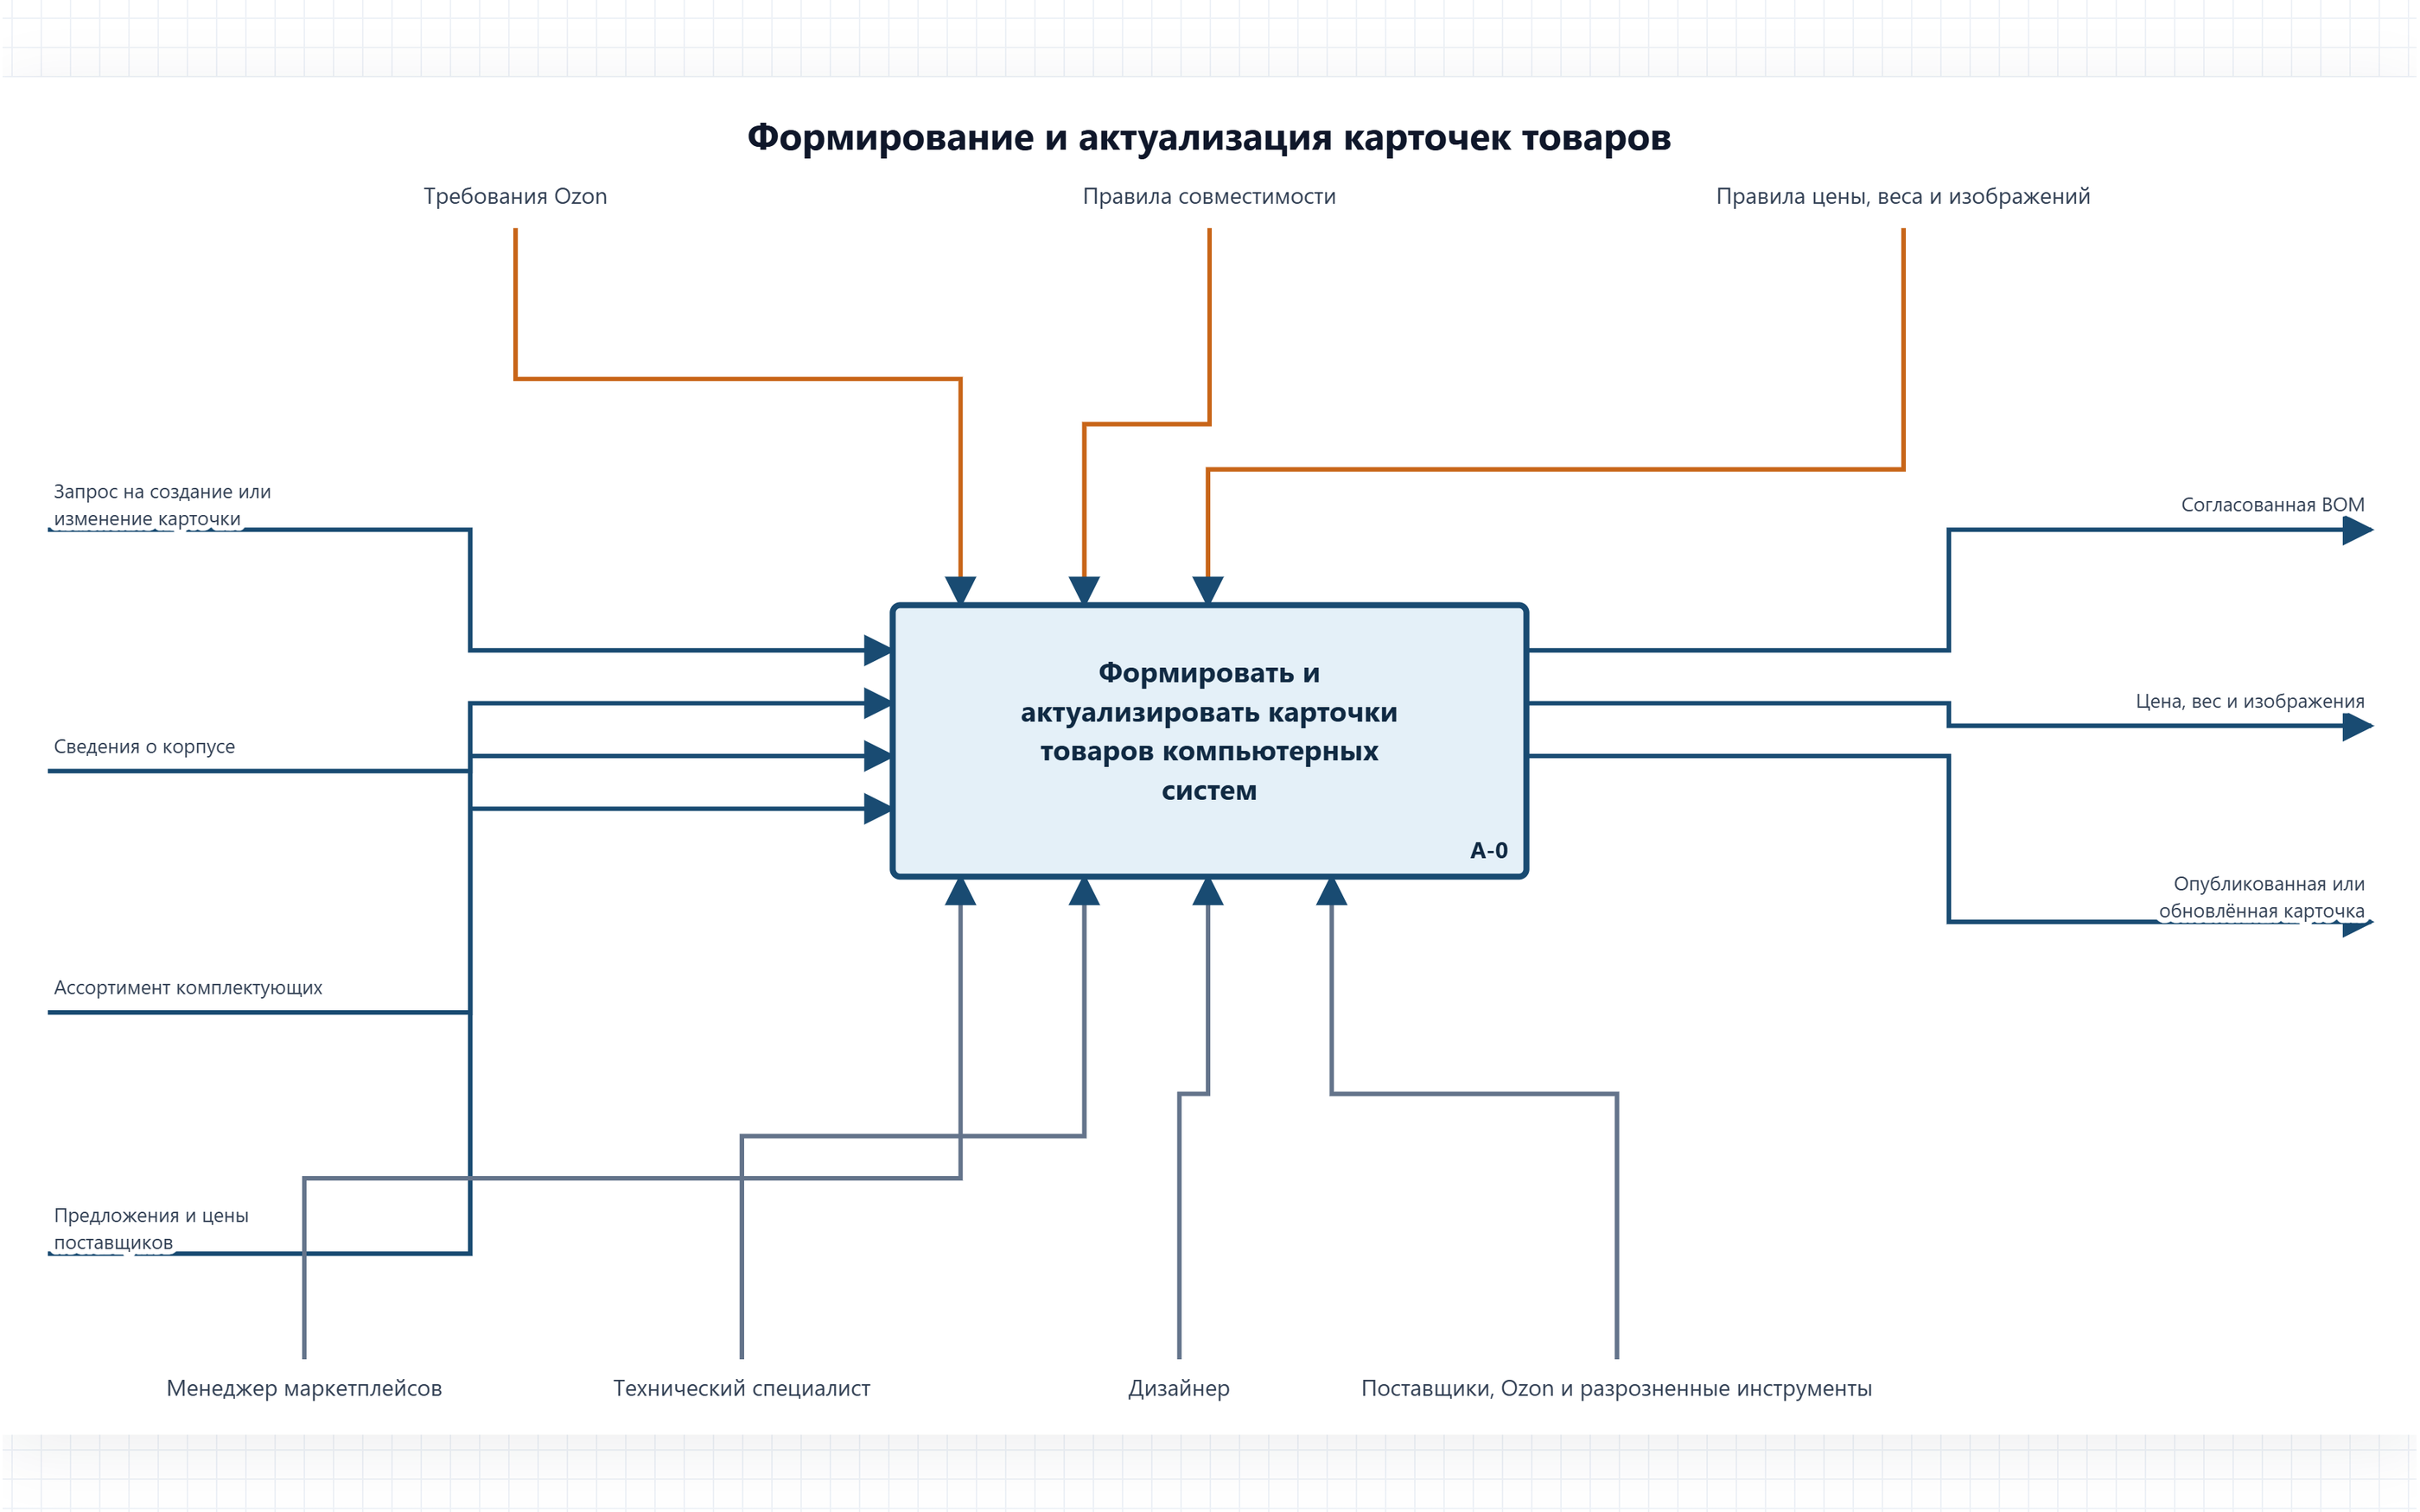 Формирование и актуализация карточек товаров
Требования Ozon
Правила совместимости
Правила цены, веса и изображений
Запрос на создание или
изменение карточки
Согласованная BOM
Формировать и
актуализировать карточки
товаров компьютерных
систем
A-0
Цена, вес и изображения
Сведения о корпусе
Опубликованная или
обновлённая карточка
Ассортимент комплектующих
Предложения и цены
поставщиков
Менеджер маркетплейсов
Технический специалист
Дизайнер
Поставщики, Ozon и разрозненные инструменты